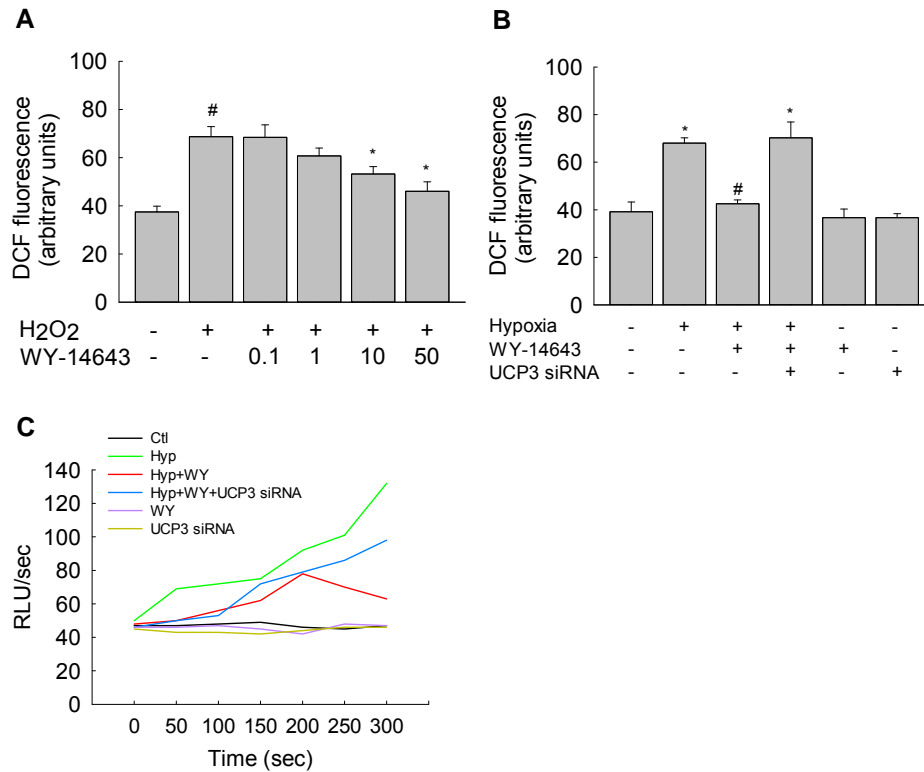 A
DCF fluorescence
(arbitrary units)
100
80
60
40
20
0
#
*
*
H2O2 - + + + + +
WY-14643 - - 0.1 1 10 50
B
DCF fluorescence
(arbitrary units)
100
80
60
40
20
0
*
#
*
Hypoxia - + + + - -
WY-14643 - - + + + -
UCP3 siRNA - - - + - +
C
Ctl
Hyp
Hyp+WY
Hyp+WY+UCP3 siRNA
WY
UCP3 siRNA
RLU/sec
140
120
100
80
60
40
20
0
0 50 100 150 200 250 300
Time (sec)